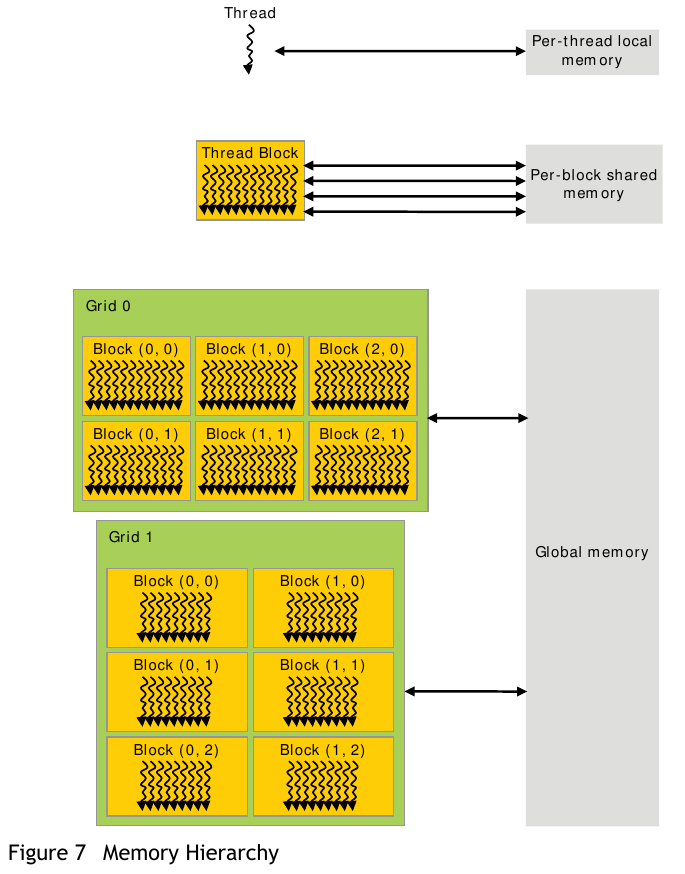 Thread
Per-thread local
memory
Thread Block
Per-block shared
memory
Grid 0
Block (0, 0)
Block (1, 0)
Block (2, 0)
Block (0, 1)
Block (1, 1)
Block (2, 1)
Global memory
Grid 1
Block (0, 0)
Block (1, 0)
Block (0, 1)
Block (1, 1)
Block (0, 2)
Block (1, 2)
Figure 7 Memory Hierarchy